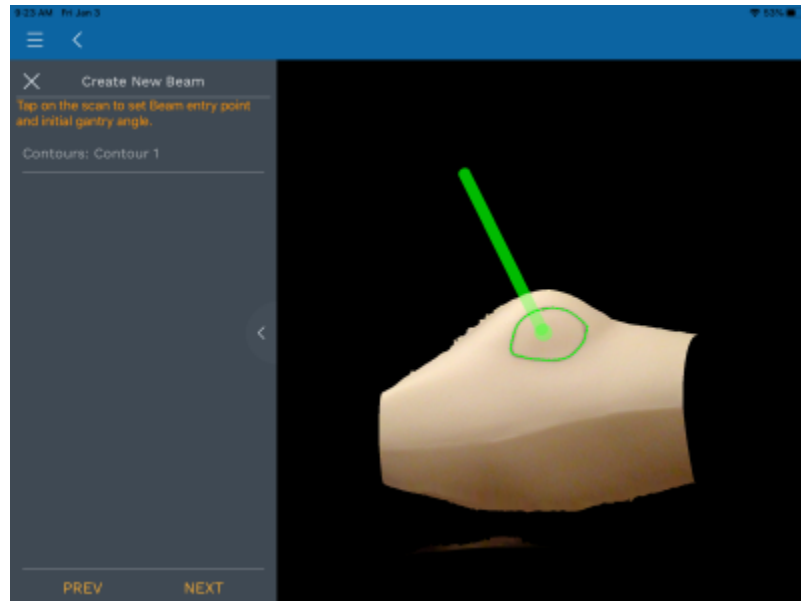 9:23 AM Fri Jan 3
53%
Create New Beam
Tap on the scan to set Beam entry point
and initial gantry angle.
Contours: Contour 1
PREV
NEXT